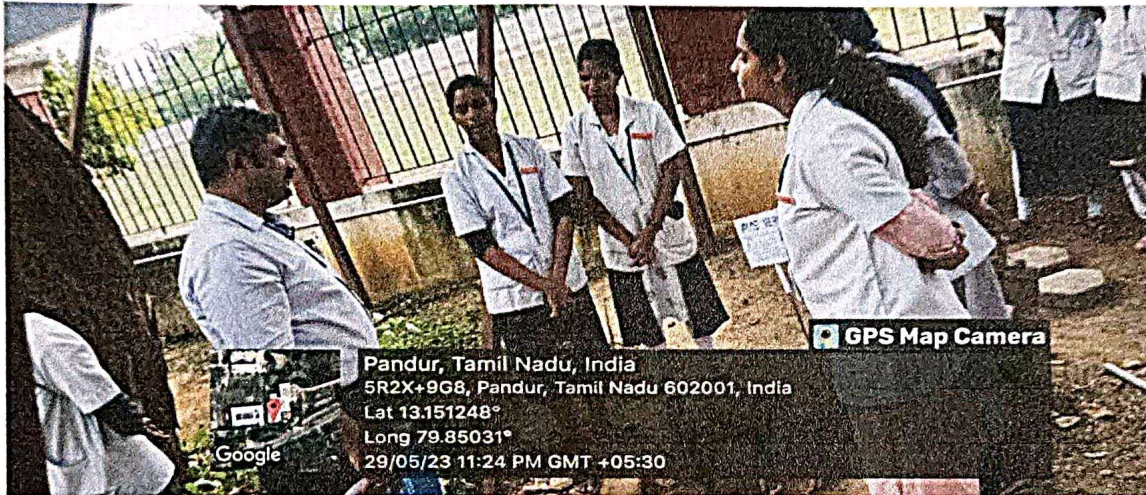 GPS Map Camera
Pandur, Tamil Nadu, India
5R2X+9G8, Pandur, Tamil Nadu 602001, India
Lat 13.151248°
Long 79.85031°
29/05/23 11:24 PM GMT +05:30
Google